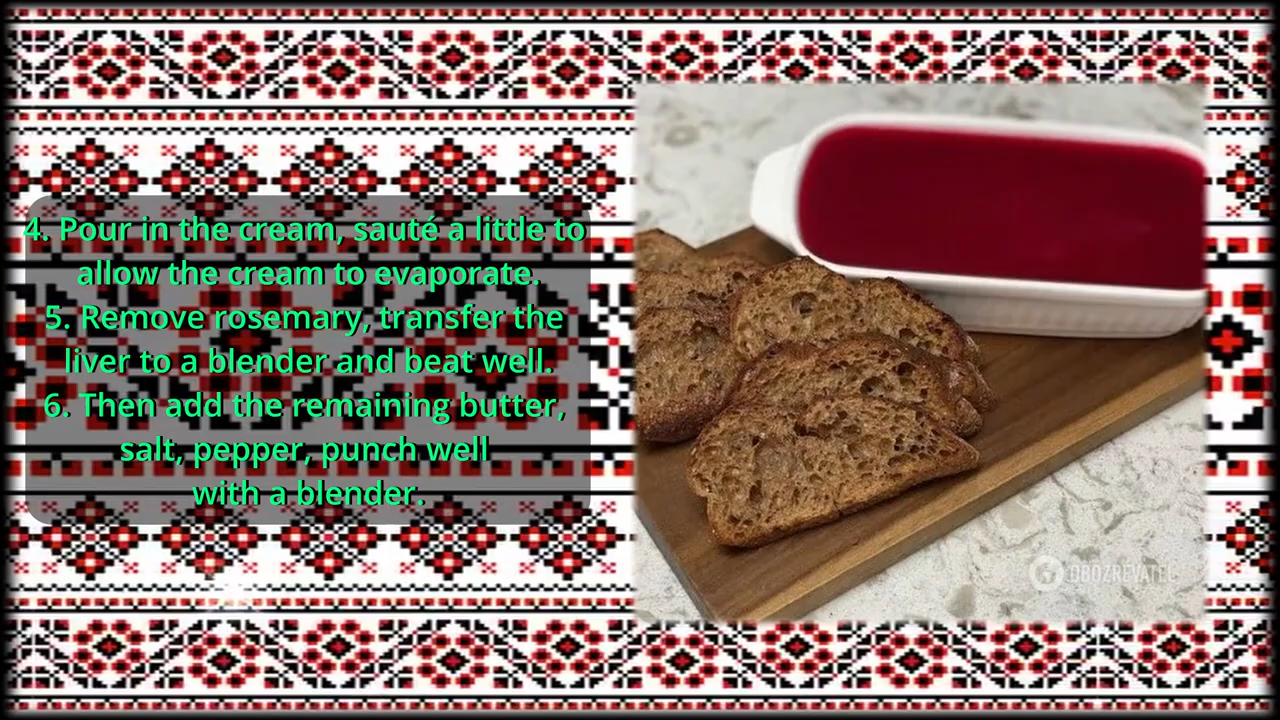 4. Pour in the cream, sauté a little to
allow the cream to evaporate.
5. Remove rosemary, transfer the
liver to a blender and beat well.
6. Then add the remaining butter,
salt, pepper, punch well
with a blender.
OBOZREVATEL